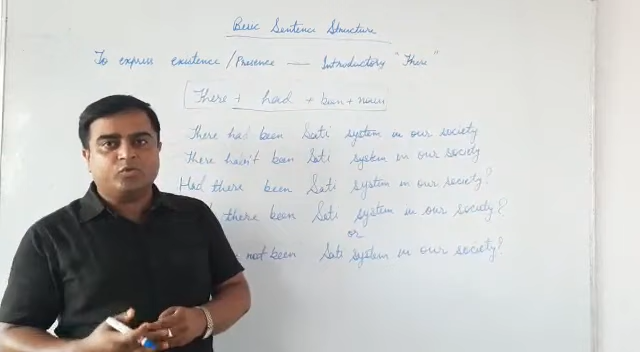 Basic Sentence Structure
To express existence/Presence — Introductory "There"
There + had + been + noun
There had been Sati system in our society
There hadn't been Sati system in our society
Had there been Sati system in our society?
there been Sati system in our society?
or
not been Sati system in our society?